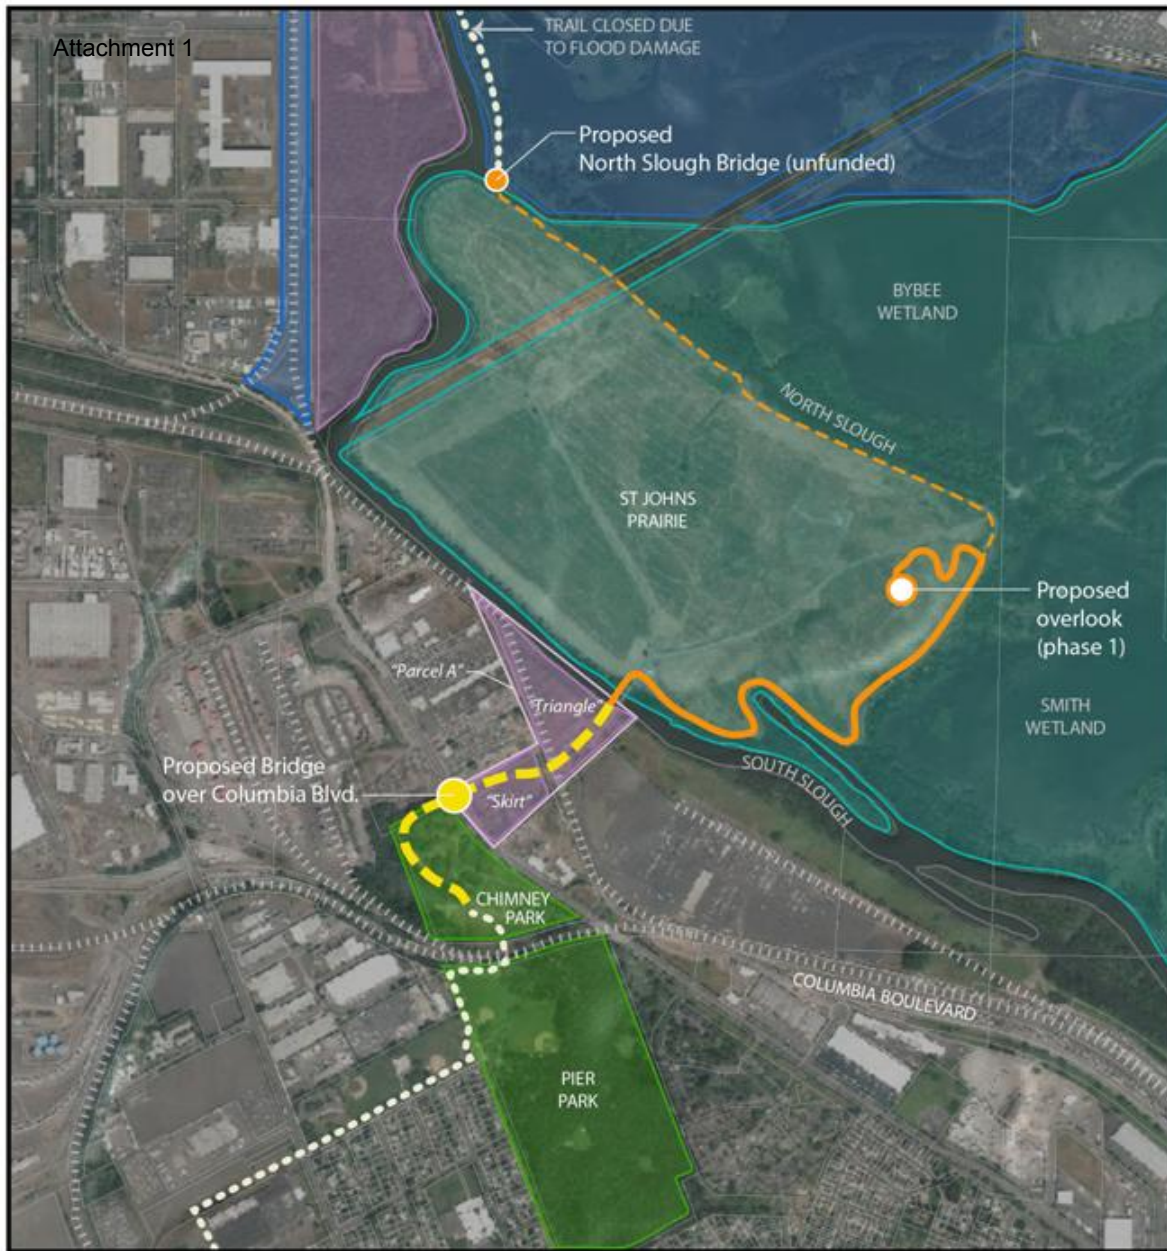 Attachment 1
TRAIL CLOSED DUE
TO FLOOD DAMAGE
Proposed
North Slough Bridge (unfunded)
BYBEE
WETLAND
NORTH SLOUGH
ST JOHNS
PRAIRIE
Proposed
overlook
(phase 1)
"Parcel A"
"Triangle"
SMITH
WETLAND
Proposed Bridge
over Columbia Blvd.
SOUTH SLOUGH
"Skirt"
CHIMNEY
PARK
COLUMBIA BOULEVARD
PIER
PARK